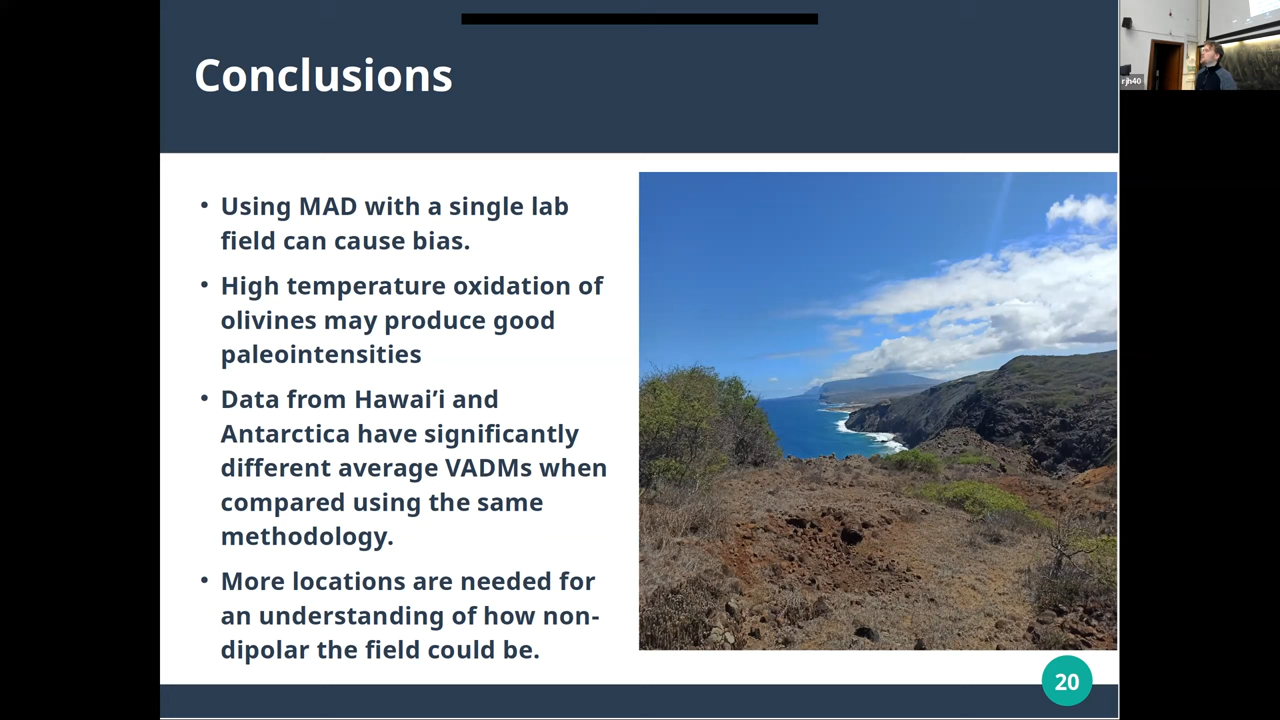 Conclusions
• Using MAD with a single lab
field can cause bias.
• High temperature oxidation of
olivines may produce good
paleointensities
• Data from Hawai’i and
Antarctica have significantly
different average VADMs when
compared using the same
methodology.
• More locations are needed for
an understanding of how non-
dipolar the field could be.
20
rjh40